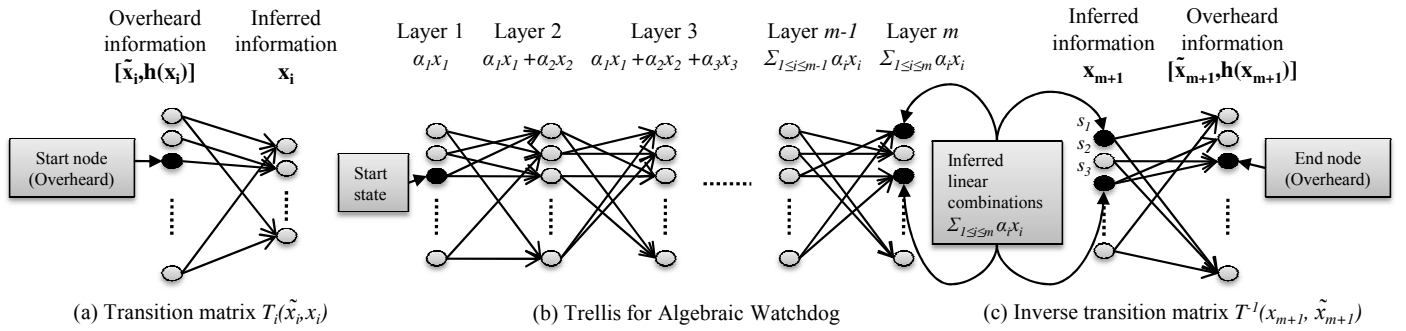 Overheard
information
[x̃ᵢ,h(xᵢ)]
Inferred
information
xᵢ
Start node
(Overheard)
(a) Transition matrix Tᵢ(x̃ᵢ,xᵢ)
Layer 1
α₁x₁
Layer 2
α₁x₁ +α₂x₂
Layer 3
α₁x₁ +α₂x₂ +α₃x₃
Layer m-1
Σ₁≤ᵢ≤ₘ₋₁ αᵢxᵢ
Layer m
Σ₁≤ᵢ≤ₘ αᵢxᵢ
Start
state
(b) Trellis for Algebraic Watchdog
Inferred
linear
combinations
Σ₁≤ᵢ≤ₘ αᵢxᵢ
Inferred
information
xₘ₊₁
Overheard
information
[x̃ₘ₊₁,h(xₘ₊₁)]
s₁
s₂
s₃
End node
(Overheard)
(c) Inverse transition matrix T⁻¹(xₘ₊₁, x̃ₘ₊₁)